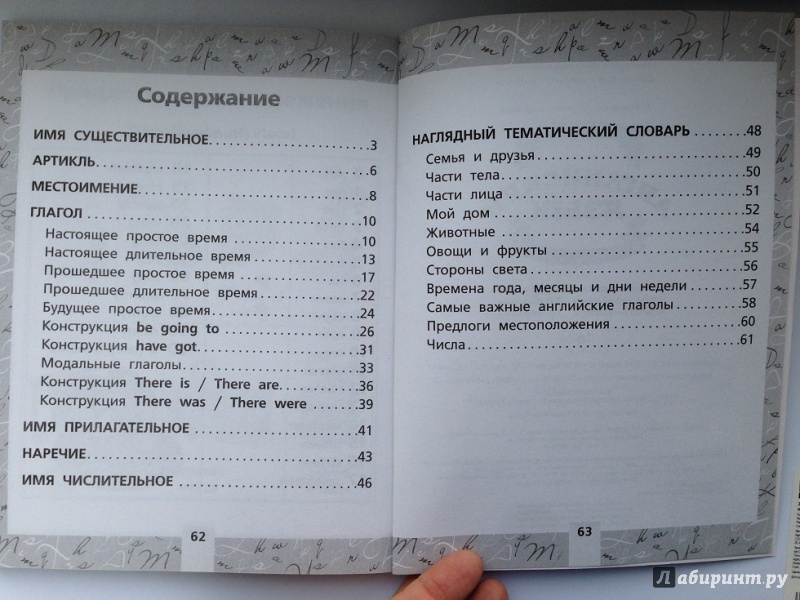 Содержание
ИМЯ СУЩЕСТВИТЕЛЬНОЕ.............................3
АРТИКЛЬ.............................................6
МЕСТОИМЕНИЕ.......................................8
ГЛАГОЛ.............................................10
Настоящее простое время....................10
Настоящее длительное время................13
Прошедшее простое время...................17
Прошедшее длительное время...............22
Будущее простое время.......................24
Конструкция be going to.....................26
Конструкция have got........................31
Модальные глаголы...........................33
Конструкция There is / There are...........36
Конструкция There was / There were.......39
ИМЯ ПРИЛАГАТЕЛЬНОЕ...........................41
НАРЕЧИЕ...........................................43
ИМЯ ЧИСЛИТЕЛЬНОЕ..............................46
62
НАГЛЯДНЫЙ ТЕМАТИЧЕСКИЙ СЛОВАРЬ........48
Семья и друзья................................49
Части тела.....................................50
Части лица.....................................51
Мой дом........................................52
Животные......................................54
Овощи и фрукты..............................55
Стороны света.................................56
Времена года, месяцы и дни недели.......57
Самые важные английские глаголы.........58
Предлоги местоположения...................60
Числа...........................................61
63
Лабиринт.ру